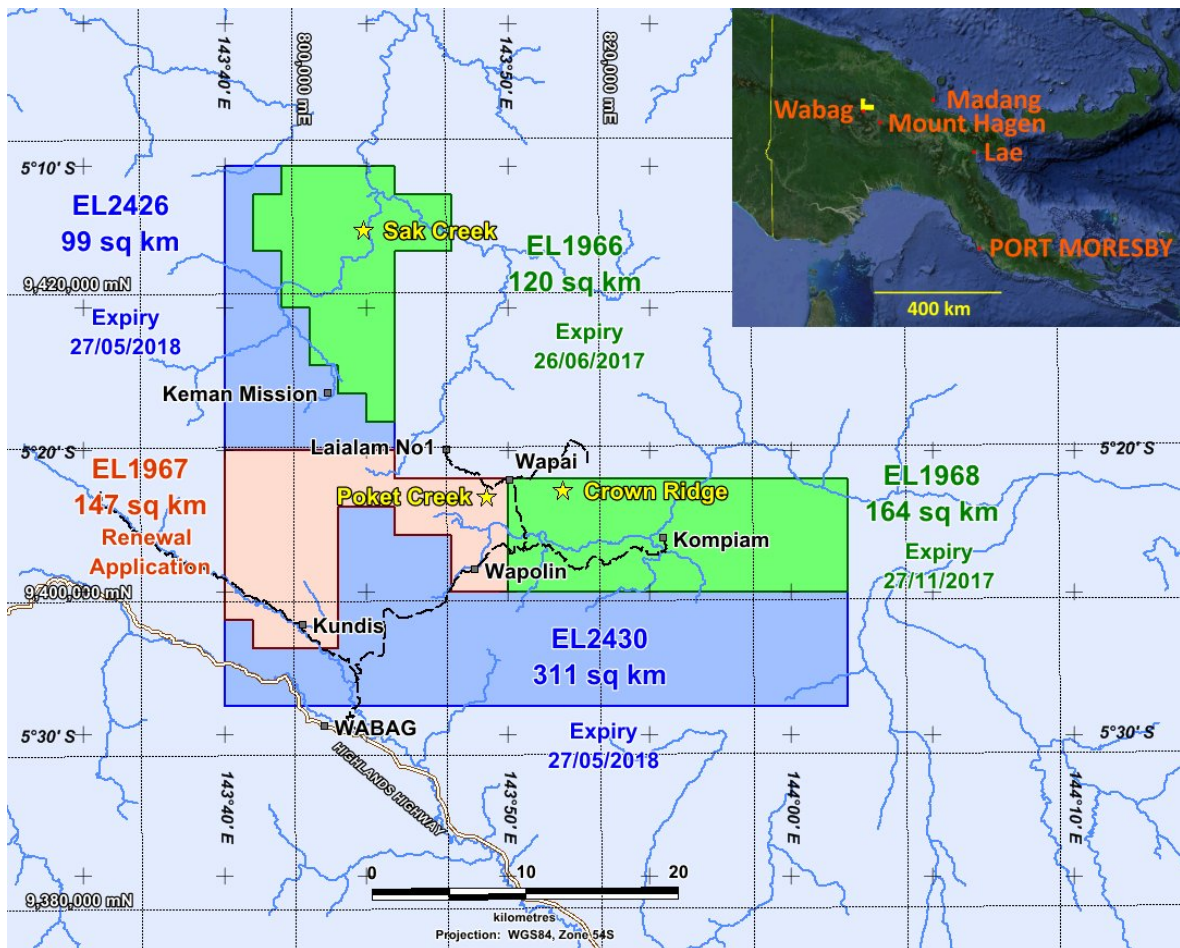 143°40' E
800,000 mE
143°50' E
820,000 mE
Wabag
Madang
Mount Hagen
Lae
PORT MORESBY
400 km
5°10' S
EL2426
99 sq km
Sak Creek
EL1966
120 sq km
9,420,000 mN
Expiry
27/05/2018
Expiry
26/06/2017
Keman Mission
Laialam No1
5°20' S
EL1967
147 sq km
Renewal
Application
Wapai
Poket Creek
Crown Ridge
EL1968
164 sq km
Kompiam
Expiry
27/11/2017
Wapolin
9,400,000 mN
Kundis
EL2430
311 sq km
WABAG
5°30' S
Expiry
27/05/2018
5°30' S
HIGHLANDS HIGHWAY
143°40' E
143°50' E
144°00' E
144°10' E
0 10 20
kilometres
Projection: WGS84, Zone 54S
9,380,000 mN
5°20' S